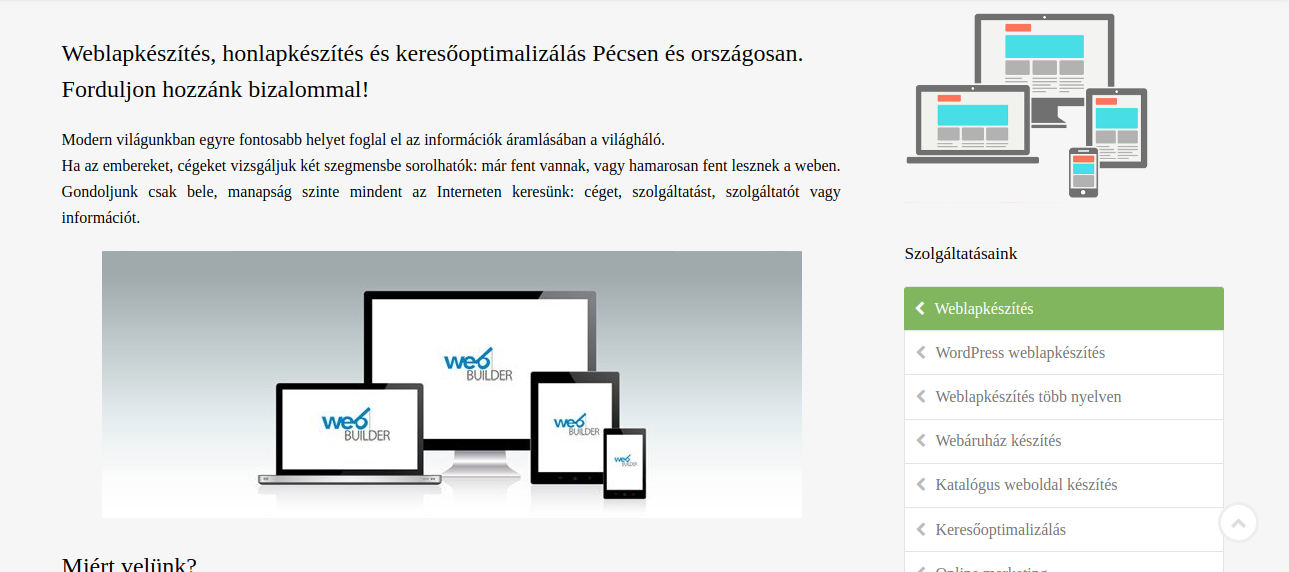 Weblapkészítés, honlapkészítés és keresőoptimalizálás Pécsen és országosan.
Forduljon hozzánk bizalommal!
Modern világunkban egyre fontosabb helyet foglal el az információk áramlásában a világháló.
Ha az embereket, cégeket vizsgáljuk két szegmensbe sorolhatók: már fent vannak, vagy hamarosan fent lesznek a weben.
Gondoljunk csak bele, manapság szinte mindent az Interneten keresünk: céget, szolgáltatást, szolgáltatót vagy
információt.
web
BUILDER
web
BUILDER
web
BUILDER
web
BUILDER
Miért velünk?
Szolgáltatásaink
Weblapkészítés
WordPress weblapkészítés
Weblapkészítés több nyelven
Webáruház készítés
Katalógus weboldal készítés
Keresőoptimalizálás
Online marketing